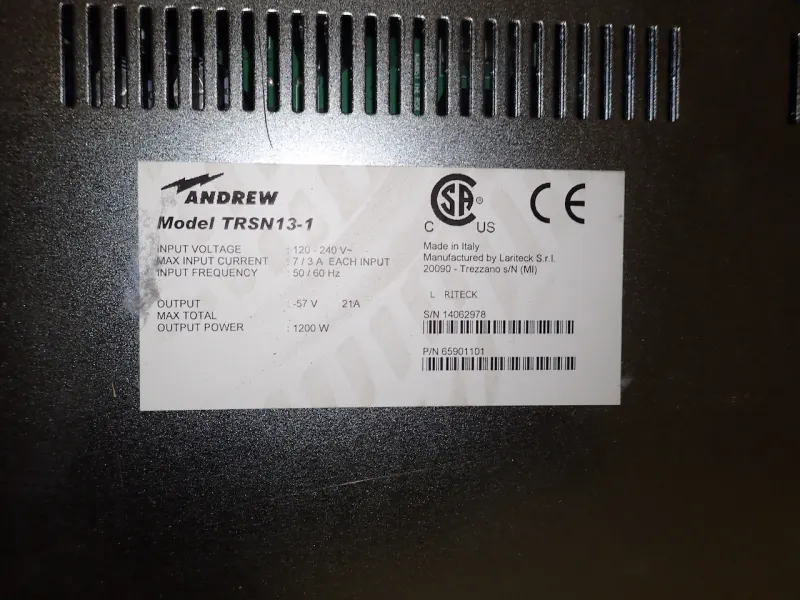 ANDREW
Model TRSN13-1
INPUT VOLTAGE : 120 - 240 V~
MAX INPUT CURRENT : 7 / 3 A EACH INPUT
INPUT FREQUENCY : 50 / 60 Hz
OUTPUT : -57 V 21A
MAX TOTAL
OUTPUT POWER : 1200 W
SA ®
C US
CE
Made in Italy
Manufactured by Lariteck S.r.l.
20090 - Trezzano s/N (MI)
L RITECK
S/N 14062978
P/N 65901101